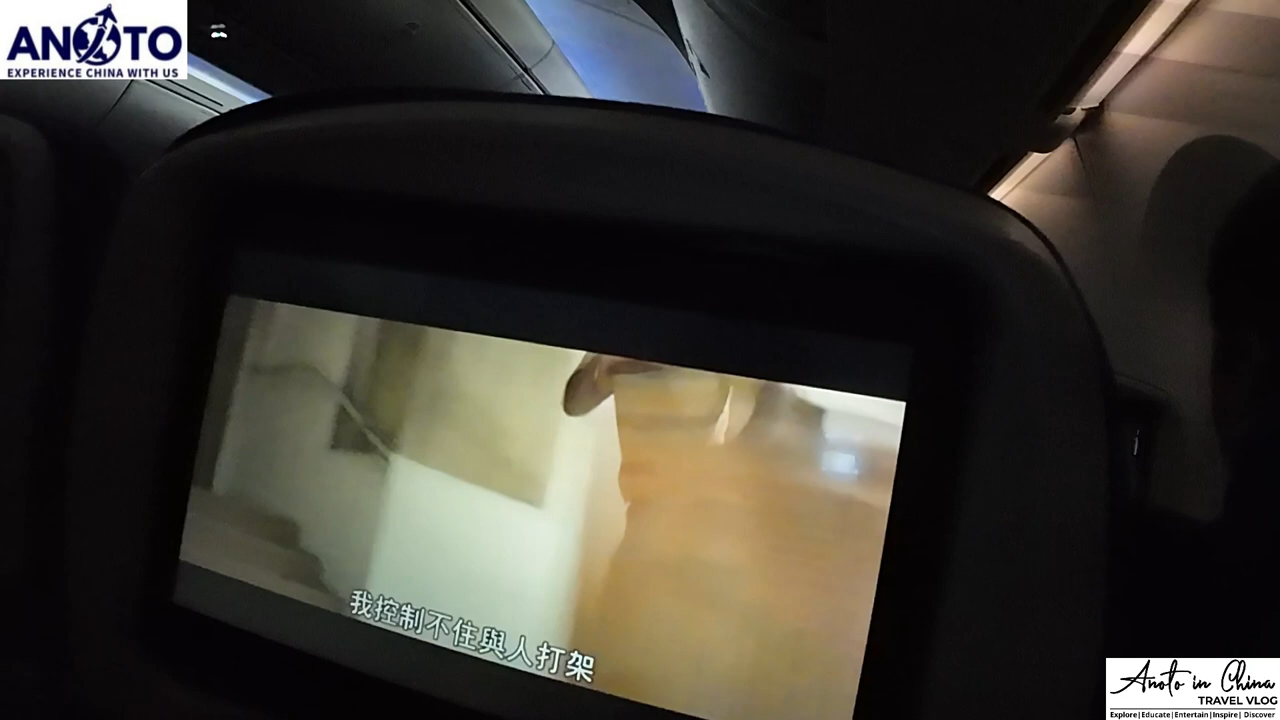 ANOTO
EXPERIENCE CHINA WITH US
我控制不住與人打架
Anoto in China
TRAVEL VLOG
Explore|Educate|Entertain|Inspire| Discover